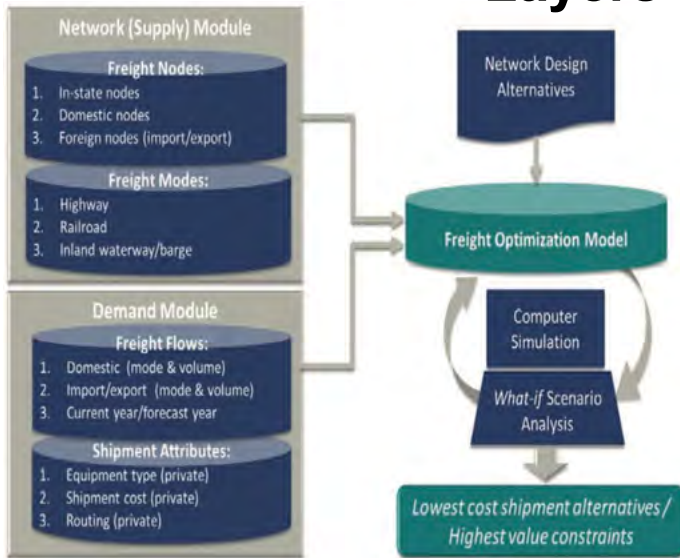 Network (Supply) Module
Freight Nodes:
1. In-state nodes
2. Domestic nodes
3. Foreign nodes (import/export)
Freight Modes:
1. Highway
2. Railroad
3. Inland waterway/barge
Demand Module
Freight Flows:
1. Domestic (mode & volume)
2. Import/export (mode & volume)
3. Current year/forecast year
Shipment Attributes:
1. Equipment type (private)
2. Shipment cost (private)
3. Routing (private)
Network Design
Alternatives
Freight Optimization Model
Computer
Simulation
What-if Scenario
Analysis
Lowest cost shipment alternatives /
Highest value constraints